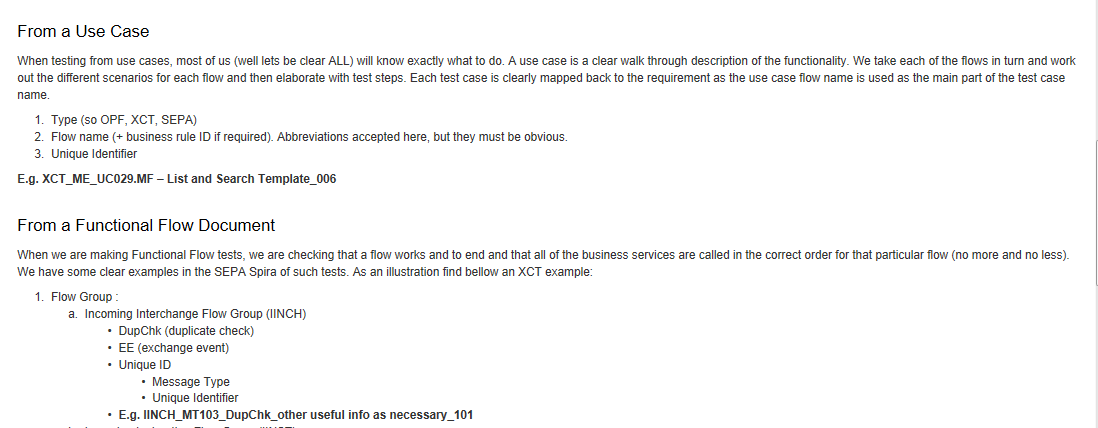 From a Use Case
When testing from use cases, most of us (well lets be clear ALL) will know exactly what to do. A use case is a clear walk through description of the functionality. We take each of the flows in turn and work
out the different scenarios for each flow and then elaborate with test steps. Each test case is clearly mapped back to the requirement as the use case flow name is used as the main part of the test case
name.
1. Type (so OPF, XCT, SEPA)
2. Flow name (+ business rule ID if required). Abbreviations accepted here, but they must be obvious.
3. Unique Identifier
E.g. XCT_ME_UC029.MF – List and Search Template_006
From a Functional Flow Document
When we are making Functional Flow tests, we are checking that a flow works and to end and that all of the business services are called in the correct order for that particular flow (no more and no less).
We have some clear examples in the SEPA Spira of such tests. As an illustration find bellow an XCT example:
1. Flow Group :
a. Incoming Interchange Flow Group (IINCH)
• DupChk (duplicate check)
• EE (exchange event)
• Unique ID
• Message Type
• Unique Identifier
• E.g. IINCH_MT103_DupChk_other useful info as necessary_101